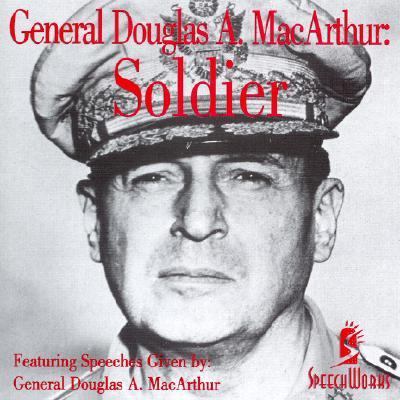 General Douglas A. MacArthur:
Soldier
Featuring Speeches Given by:
General Douglas A. MacArthur
SPEECHWORKS